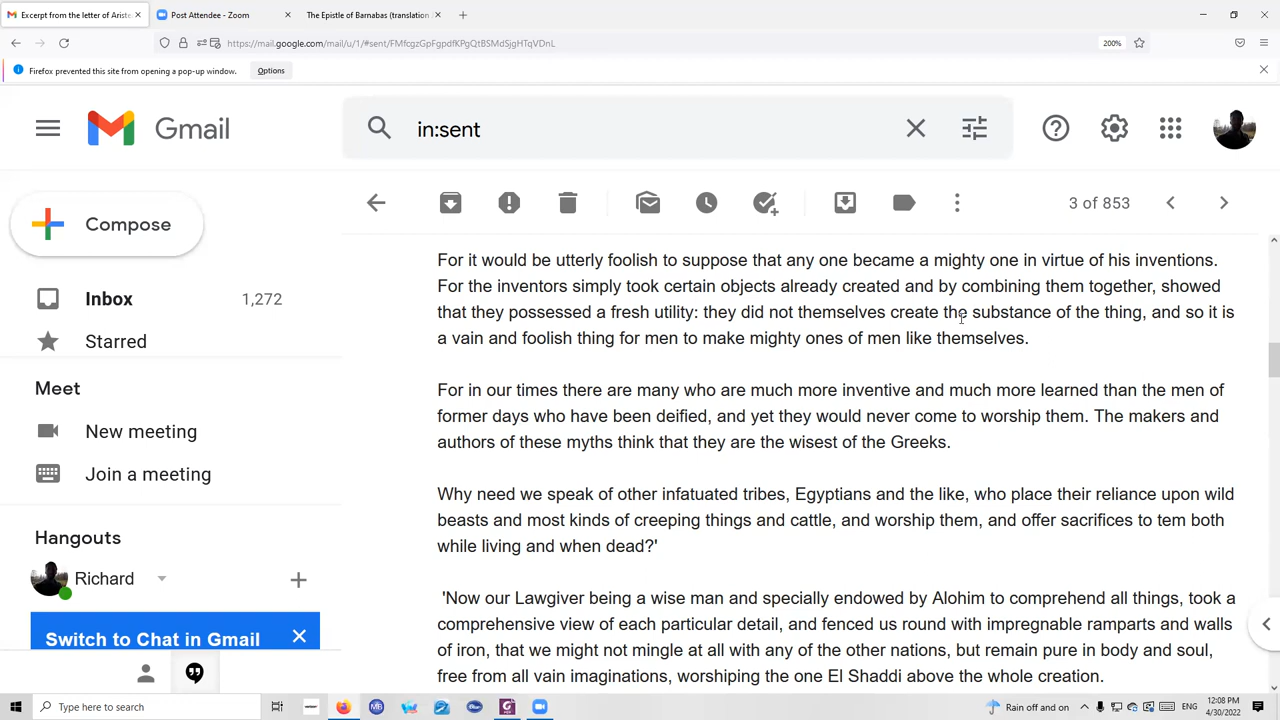 Excerpt from the letter of Ariste
Post Attendee - Zoom
The Epistle of Barnabas (translation
https://mail.google.com/mail/u/1/#sent/FMfcgzGpFgpdfKPgQtBSMdSjgHTqVDnL
200%
Firefox prevented this site from opening a pop-up window.
Options
Gmail
in:sent
Compose
3 of 853
Inbox 1,272
Starred
Meet
New meeting
Join a meeting
Hangouts
Richard
Switch to Chat in Gmail
For it would be utterly foolish to suppose that any one became a mighty one in virtue of his inventions.
For the inventors simply took certain objects already created and by combining them together, showed
that they possessed a fresh utility: they did not themselves create the substance of the thing, and so it is
a vain and foolish thing for men to make mighty ones of men like themselves.
For in our times there are many who are much more inventive and much more learned than the men of
former days who have been deified, and yet they would never come to worship them. The makers and
authors of these myths think that they are the wisest of the Greeks.
Why need we speak of other infatuated tribes, Egyptians and the like, who place their reliance upon wild
beasts and most kinds of creeping things and cattle, and worship them, and offer sacrifices to tem both
while living and when dead?'
'Now our Lawgiver being a wise man and specially endowed by Alohim to comprehend all things, took a
comprehensive view of each particular detail, and fenced us round with impregnable ramparts and walls
of iron, that we might not mingle at all with any of the other nations, but remain pure in body and soul,
free from all vain imaginations, worshiping the one El Shaddi above the whole creation.
Type here to search
Rain off and on
ENG
12:08 PM
4/30/2022